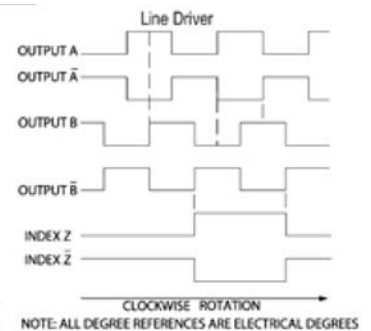 Line Driver
OUTPUT A
OUTPUT A̅
OUTPUT B
OUTPUT B̅
INDEX Z
INDEX Z̅
CLOCKWISE ROTATION
NOTE: ALL DEGREE REFERENCES ARE ELECTRICAL DEGREES